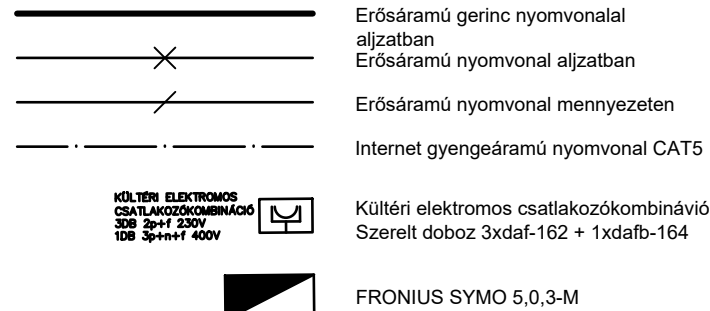 Erősáramú gerinc nyomvonalal
aljzatban
Erősáramú nyomvonal aljzatban
Erősáramú nyomvonal mennyezeten
Internet gyengeáramú nyomvonal CAT5
KÜLTÉRI ELEKTROMOS
CSATLAKOZÓKOMBINÁCIÓ
3DB 2p+f 230V
1DB 3p+n+f 400V
Kültéri elektromos csatlakozókombinávió
Szerelt doboz 3xdaf-162 + 1xdafb-164
FRONIUS SYMO 5,0,3-M